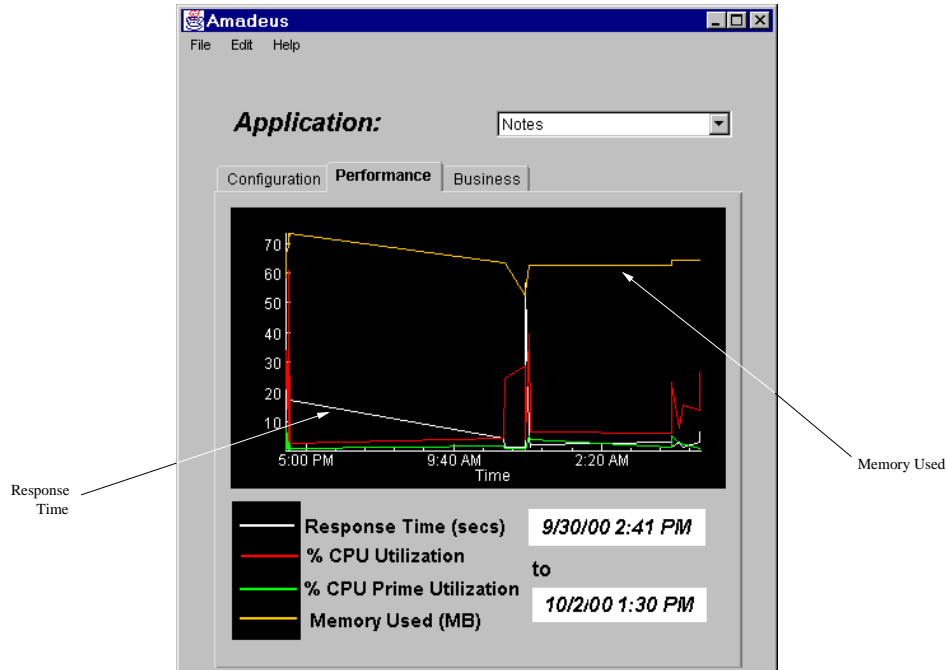 Amadeus
File Edit Help
Application:
Notes
Configuration Performance Business
70
60
50
40
30
20
10
5:00 PM 9:40 AM 2:20 AM
Time
Response
Time
Memory Used
Response Time (secs)
% CPU Utilization
% CPU Prime Utilization
Memory Used (MB)
9/30/00 2:41 PM
to
10/2/00 1:30 PM